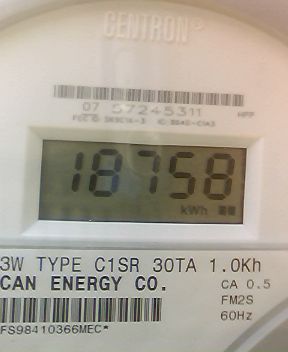 CENTRON®
07 57245311
18758
kWh
3W TYPE C1SR 30TA 1.0Kh
CAN ENERGY CO. CA 0.5
FM2S
60Hz
FS98410366MEC*